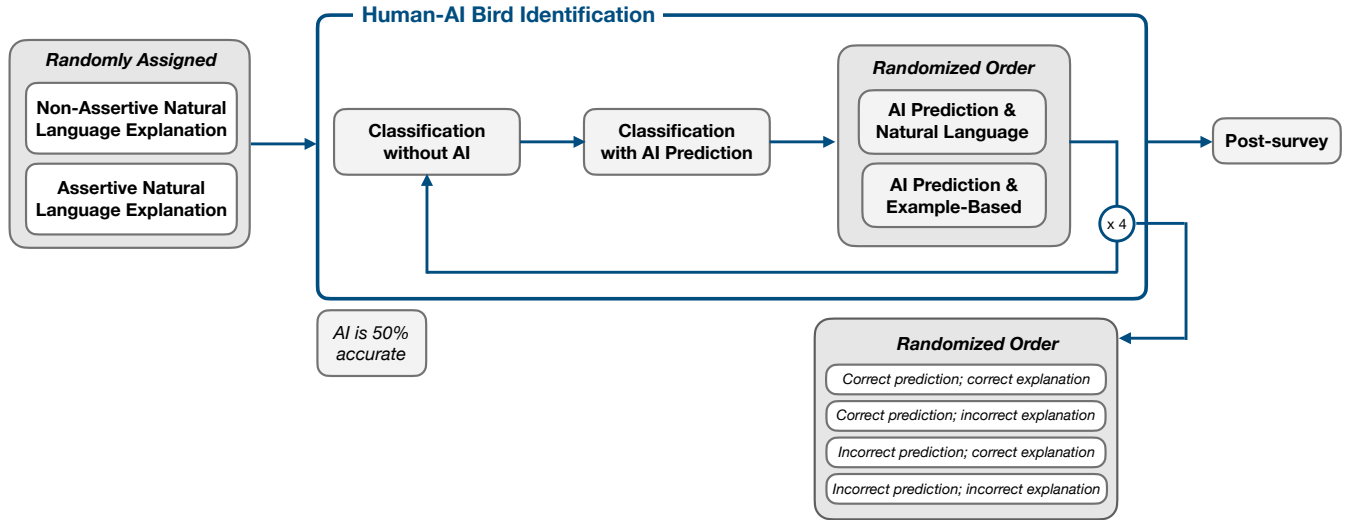 Human-AI Bird Identification
Randomly Assigned
Non-Assertive Natural
Language Explanation
Assertive Natural
Language Explanation
Classification
without AI
Classification
with AI Prediction
Randomized Order
AI Prediction &
Natural Language
AI Prediction &
Example-Based
x 4
Post-survey
AI is 50%
accurate
Randomized Order
Correct prediction; correct explanation
Correct prediction; incorrect explanation
Incorrect prediction; correct explanation
Incorrect prediction; incorrect explanation